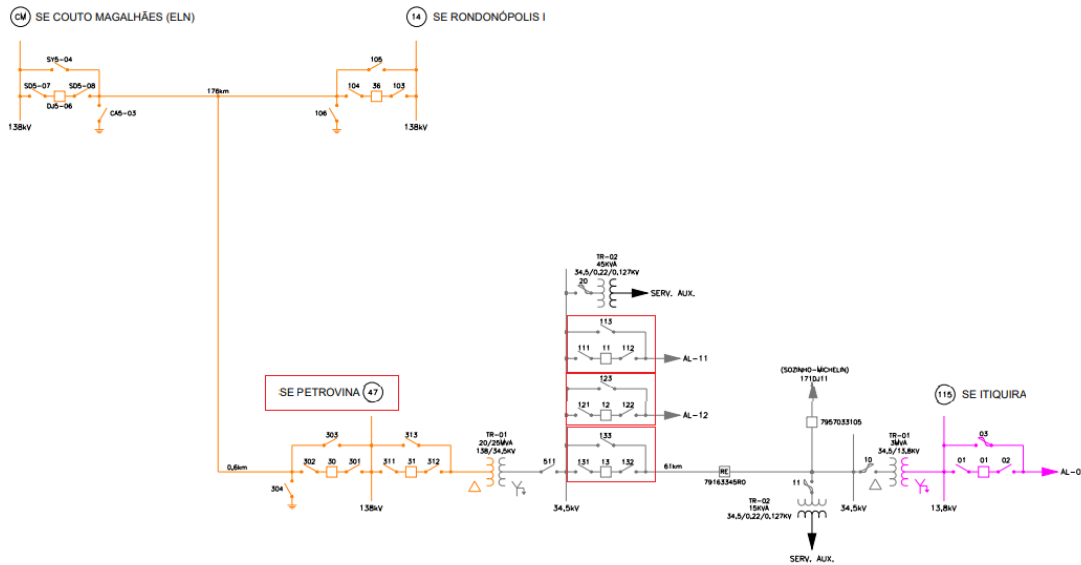 CM SE COUTO MAGALHÃES (ELN)
14 SE RONDONÓPOLIS I
SY5-04
105
SD5-07
SD5-08
DJ5-06
176km
104
36
103
CA5-03
106
138kV
138kV
TR-02
45KVA
34,5/0,22/0,127KV
20
SERV. AUX.
113
111
11
112
AL-11
(SOZINHO-MICHELIN)
171DJ11
SE PETROVINA 47
123
121
12
122
AL-12
7957033105
115 SE ITIQUIRA
303
313
TR-01
20/25MVA
138/34,5KV
133
TR-01
3MVA
34,5/13,8KV
03
302
30
301
311
31
312
511
131
13
132
61km
RE
79163345RO
10
01
01
02
AL-0
0,6km
304
11
TR-02
15KVA
34,5/0,22/0,127KV
138kV
34,5kV
34,5kV
13,8kV
SERV. AUX.